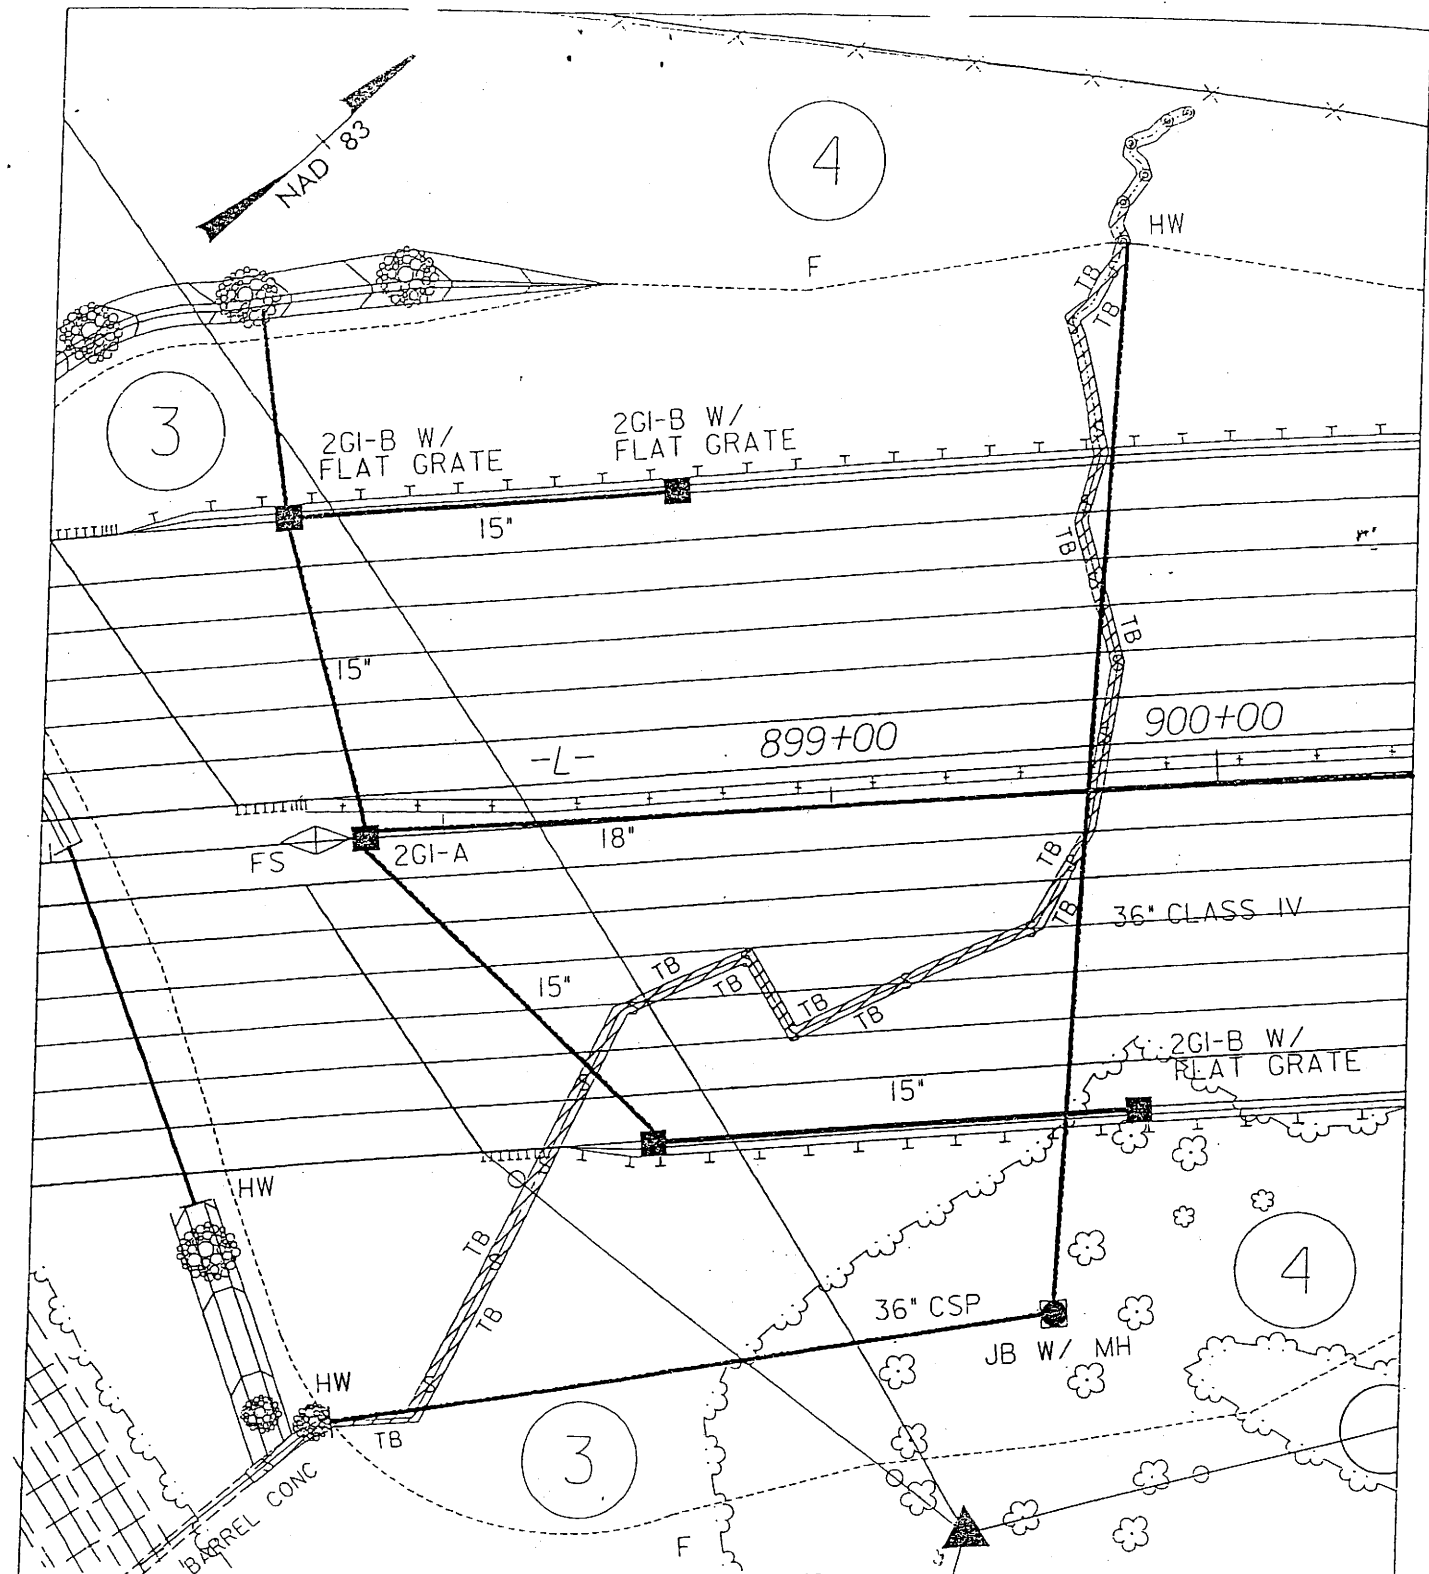 NAD 83
4
HW
F
TB
TB
3
2GI-B W/
FLAT GRATE
2GI-B W/
FLAT GRATE
15"
TB
TB
15"
-L-
899+00
900+00
FS
2GI-A
18"
TB
TB
36" CLASS IV
TB
TB
15"
TB
TB
2GI-B W/
FLAT GRATE
15"
HW
TB
TB
4
36" CSP
JB W/ MH
HW
TB
3
BARREL CONC
F